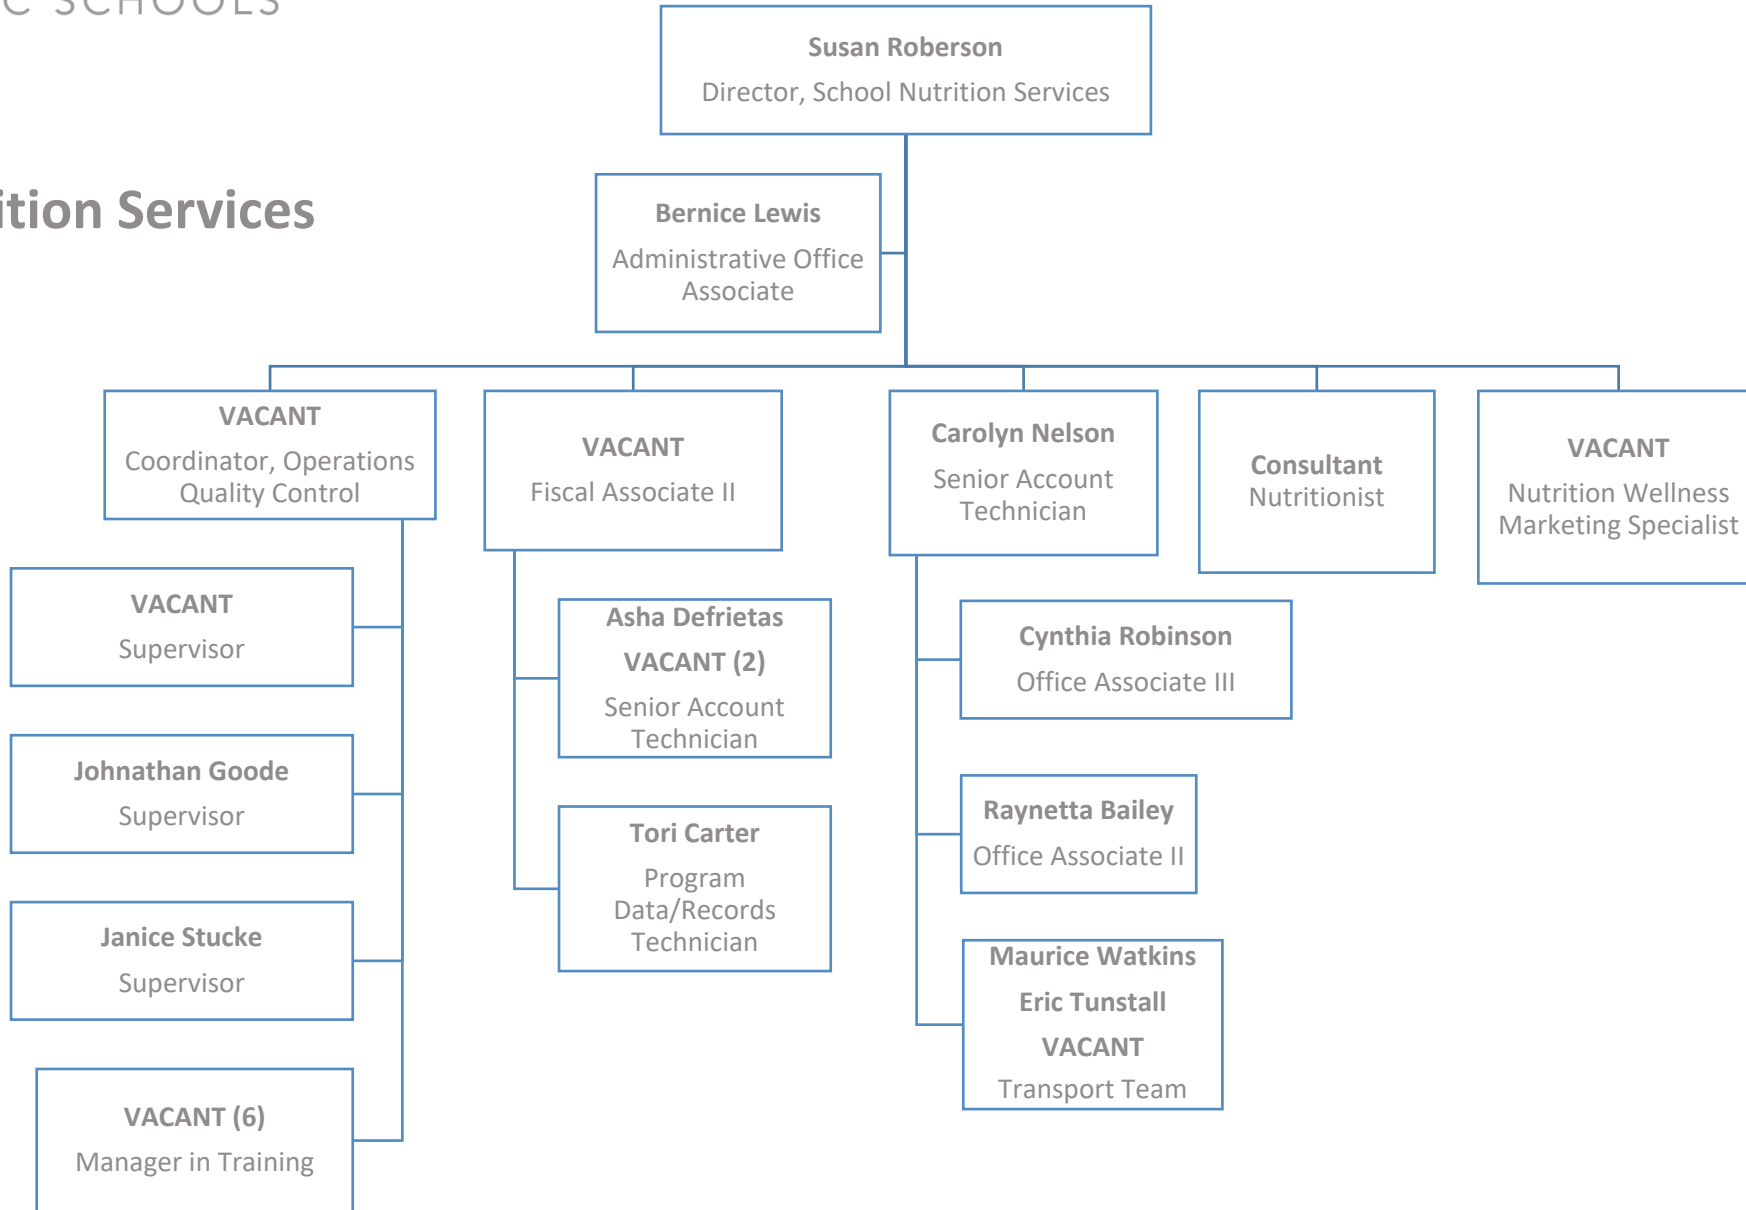 C SCHOOLS
Susan Roberson
Director, School Nutrition Services
ition Services
Bernice Lewis
Administrative Office
Associate
VACANT
Coordinator, Operations
Quality Control
VACANT
Fiscal Associate II
Carolyn Nelson
Senior Account
Technician
Consultant
Nutritionist
VACANT
Nutrition Wellness
Marketing Specialist
VACANT
Supervisor
Johnathan Goode
Supervisor
Janice Stucke
Supervisor
VACANT (6)
Manager in Training
Asha Defrietas
VACANT (2)
Senior Account
Technician
Tori Carter
Program
Data/Records
Technician
Cynthia Robinson
Office Associate III
Raynetta Bailey
Office Associate II
Maurice Watkins
Eric Tunstall
VACANT
Transport Team